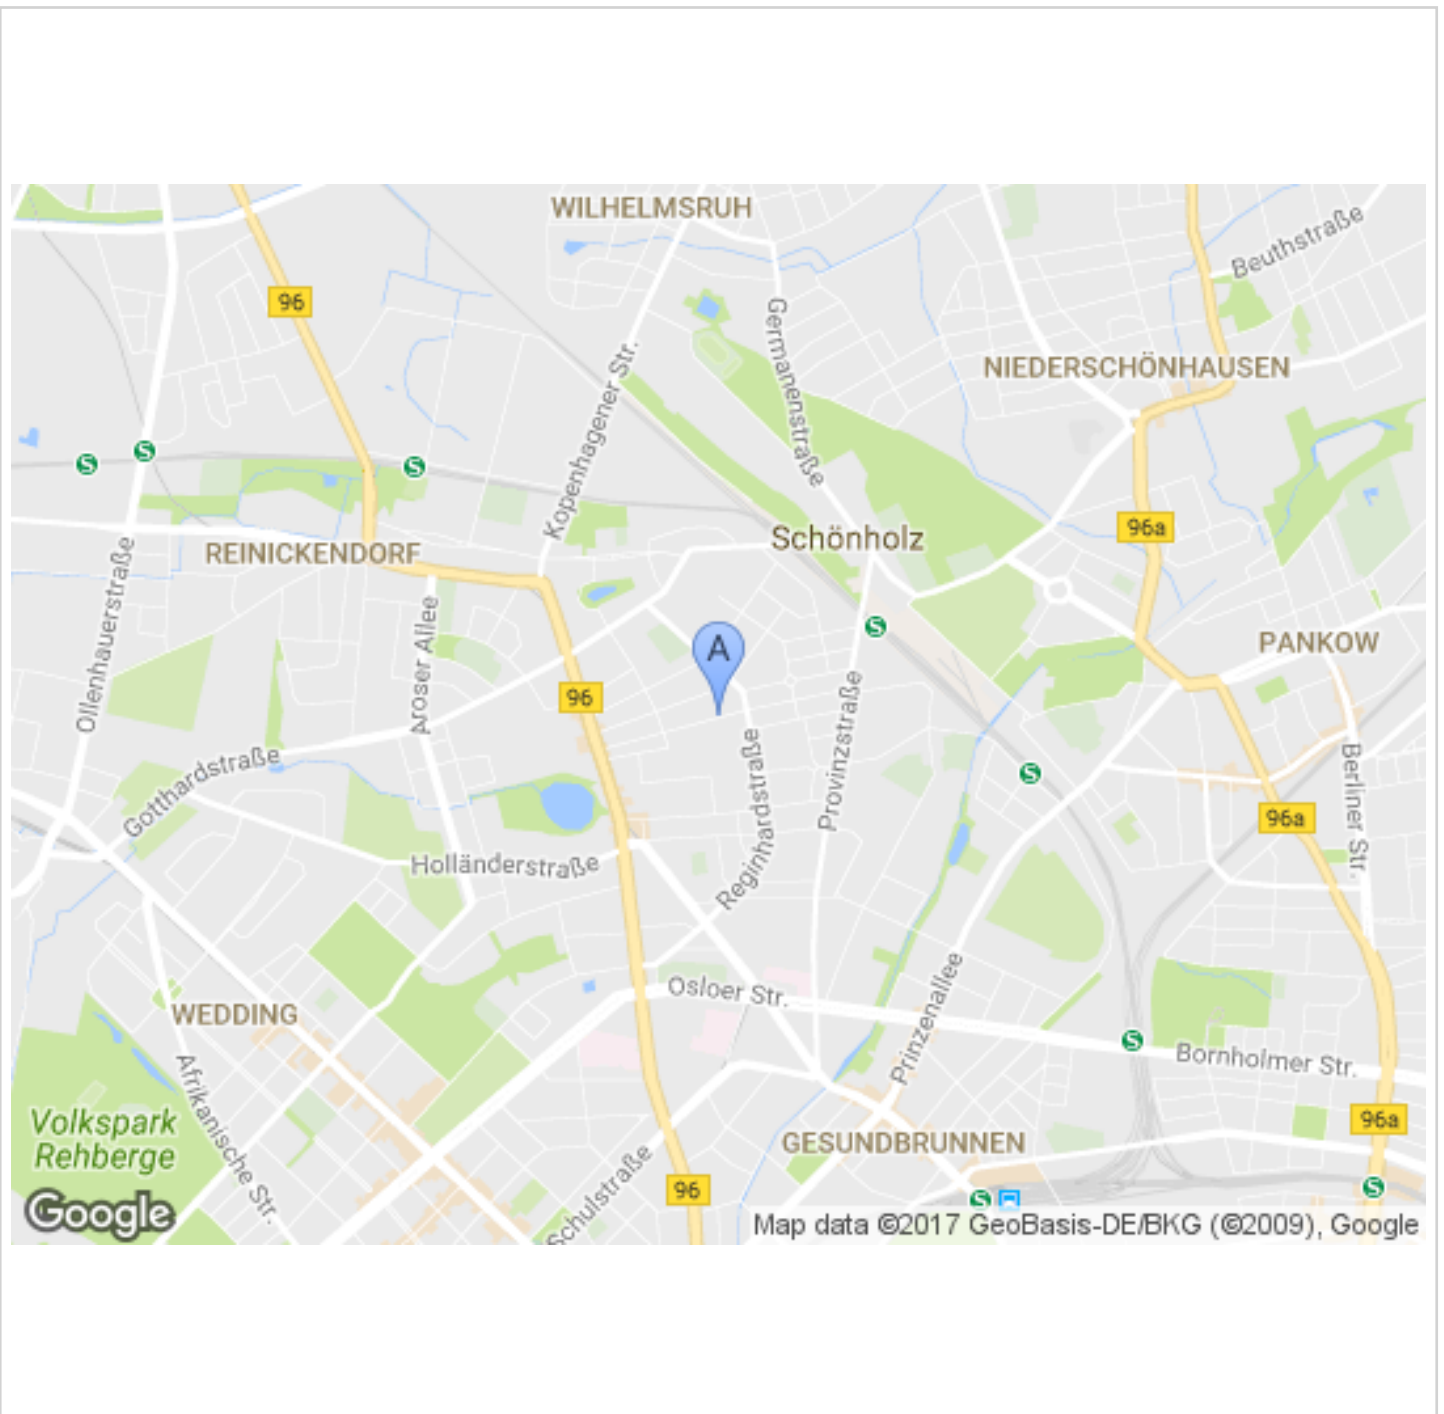 WILHELMSRUH
Beuthstraße
96
Germanenstraße
Kopenhagener Str.
NIEDERSCHÖNHAUSEN
S
S
S
96a
Schönholz
REINICKENDORF
Ollenhauerstraße
Aroser Allee
S
A
PANKOW
96
Provinzstraße
Reginhardstraße
Gotthardstraße
S
Berliner Str.
96a
Holländerstraße
Osloer Str.
Prinzenallee
WEDDING
S
Bornholmer Str.
Afrikanische Str.
Volkspark
Rehberge
96a
GESUNDBRUNNEN
Schulstraße
96
S
S
Google
Map data ©2017 GeoBasis-DE/BKG (©2009), Google